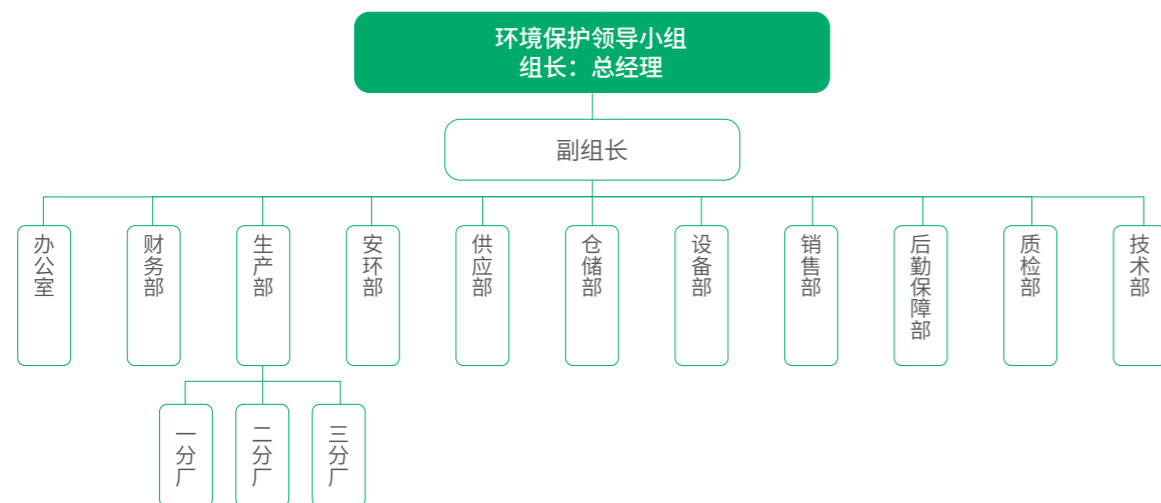 环境保护领导小组
组长：总经理
副组长
办公室
财务部
生产部
安环部
供应部
仓储部
设备部
销售部
后勤保障部
质检部
技术部
一分厂
二分厂
三分厂